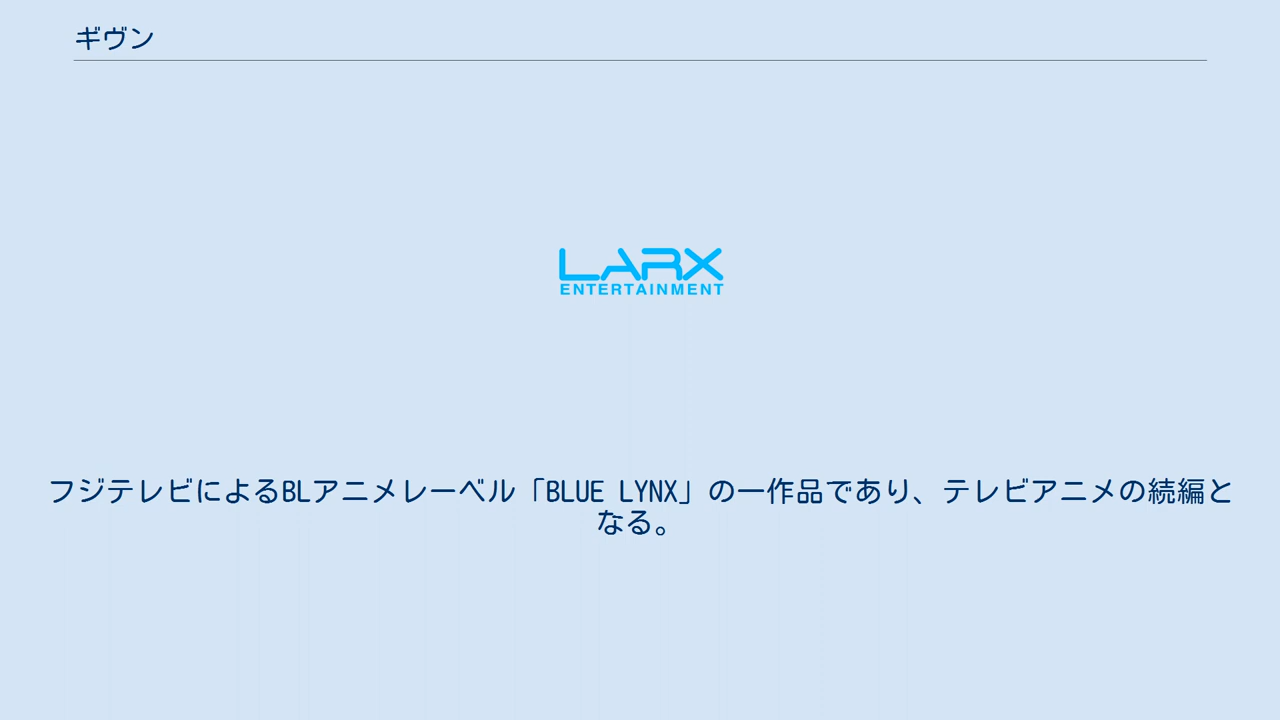 ギヴン
LARX
ENTERTAINMENT
フジテレビによるBLアニメレーベル「BLUE LYNX」の一作品であり、テレビアニメの続編と
なる。